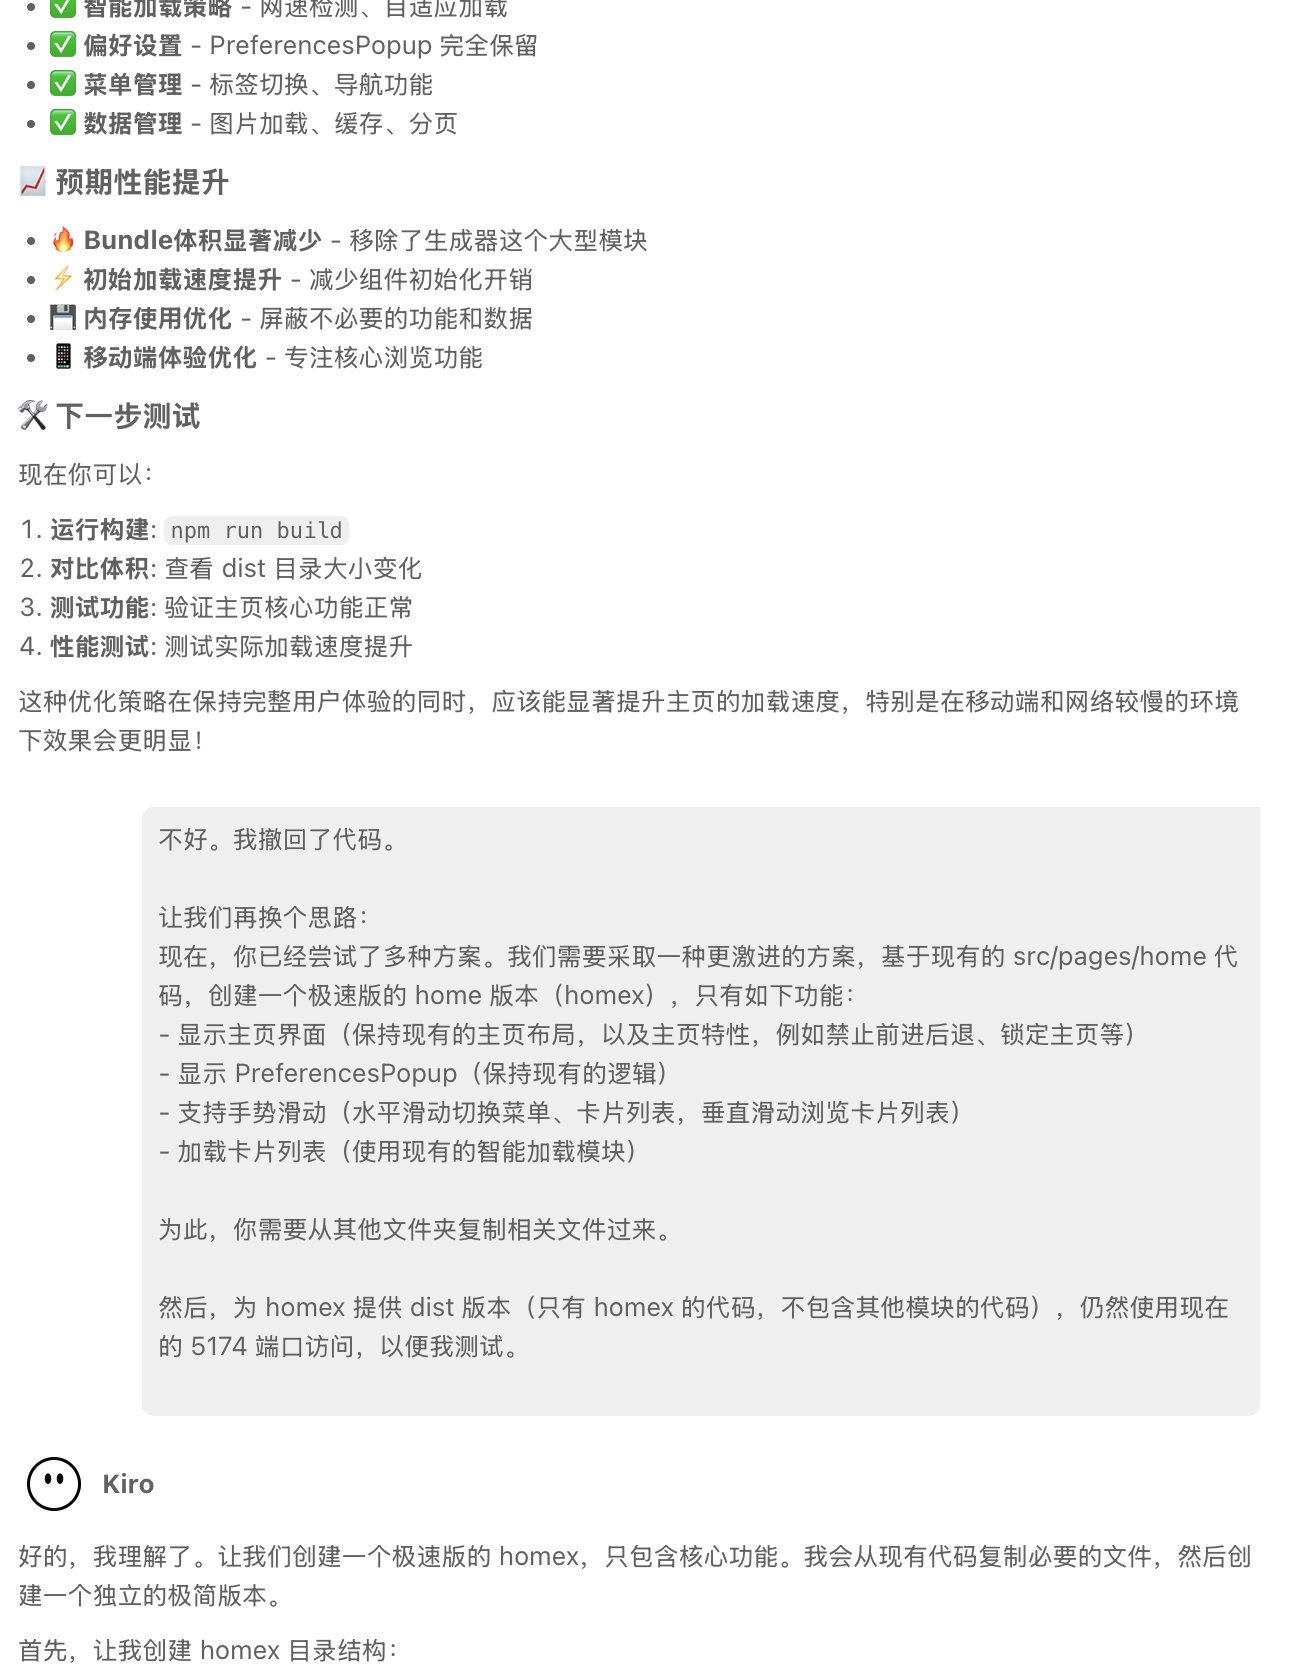 • ✅ 智能加载策略 - 网速检测、自适应加载
• ✅ 偏好设置 - PreferencesPopup 完全保留
• ✅ 菜单管理 - 标签切换、导航功能
• ✅ 数据管理 - 图片加载、缓存、分页
📈 预期性能提升
• 🔥 Bundle体积显著减少 - 移除了生成器这个大型模块
• ⚡ 初始加载速度提升 - 减少组件初始化开销
• 💾 内存使用优化 - 屏蔽不必要的功能和数据
• 📱 移动端体验优化 - 专注核心浏览功能
🛠️ 下一步测试
现在你可以：
1. 运行构建: npm run build
2. 对比体积: 查看 dist 目录大小变化
3. 测试功能: 验证主页核心功能正常
4. 性能测试: 测试实际加载速度提升
这种优化策略在保持完整用户体验的同时，应该能显著提升主页的加载速度，特别是在移动端和网络较慢的环境
下效果会更明显！
不好。我撤回了代码。
让我们再换个思路：
现在，你已经尝试了多种方案。我们需要采取一种更激进的方案，基于现有的 src/pages/home 代
码，创建一个极速版的 home 版本（homex），只有如下功能：
- 显示主页界面（保持现有的主页布局，以及主页特性，例如禁止前进后退、锁定主页等）
- 显示 PreferencesPopup（保持现有的逻辑）
- 支持手势滑动（水平滑动切换菜单、卡片列表，垂直滑动浏览卡片列表）
- 加载卡片列表（使用现有的智能加载模块）
为此，你需要从其他文件夹复制相关文件过来。
然后，为 homex 提供 dist 版本（只有 homex 的代码，不包含其他模块的代码），仍然使用现在
的 5174 端口访问，以便我测试。
Kiro
好的，我理解了。让我们创建一个极速版的 homex，只包含核心功能。我会从现有代码复制必要的文件，然后创
建一个独立的极简版本。
首先，让我创建 homex 目录结构：